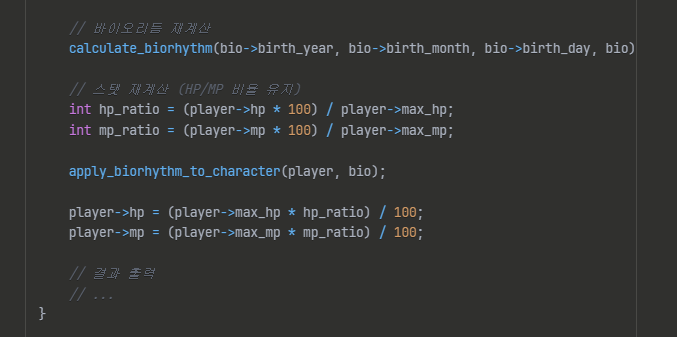 // 바이오리듬 재계산
calculate_biorhythm(bio->birth_year, bio->birth_month, bio->birth_day, bio)
// 스탯 재계산 (HP/MP 비율 유지)
int hp_ratio = (player->hp * 100) / player->max_hp;
int mp_ratio = (player->mp * 100) / player->max_mp;
apply_biorhythm_to_character(player, bio);
player->hp = (player->max_hp * hp_ratio) / 100;
player->mp = (player->max_mp * mp_ratio) / 100;
// 결과 출력
// ...
}